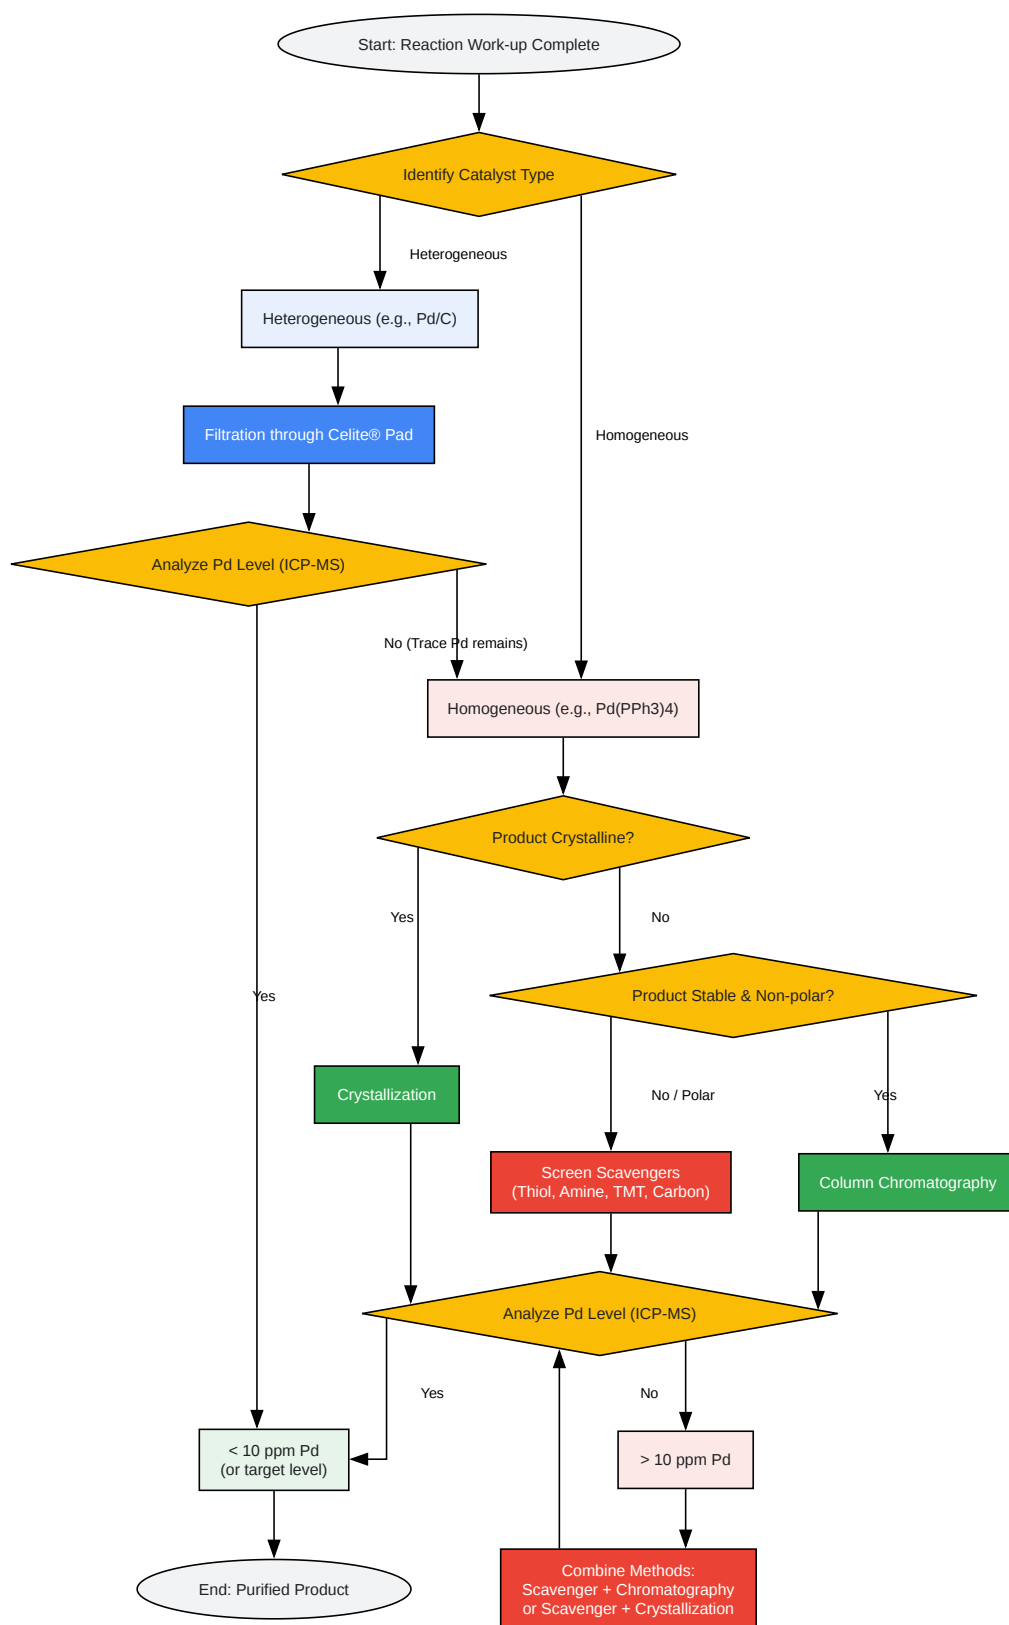 Start: Reaction Work-up Complete
Identify Catalyst Type
Heterogeneous
Heterogeneous (e.g., Pd/C)
Filtration through Celite® Pad
Homogeneous
Analyze Pd Level (ICP-MS)
No (Trace Pd remains)
Homogeneous (e.g., Pd(PPh3)4)
Product Crystalline?
Yes
No
Yes
Product Stable & Non-polar?
Crystallization
No / Polar
Yes
Screen Scavengers
(Thiol, Amine, TMT, Carbon)
Column Chromatography
Analyze Pd Level (ICP-MS)
Yes
No
< 10 ppm Pd
(or target level)
> 10 ppm Pd
End: Purified Product
Combine Methods:
Scavenger + Chromatography
or Scavenger + Crystallization